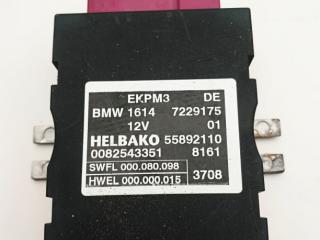 EKPM3 DE
BMW 1614 7229175
12V 01
HELBAKO 55892110
0082543351 8161
SWFL 000.080.098
HWEL 000.000.015 3708